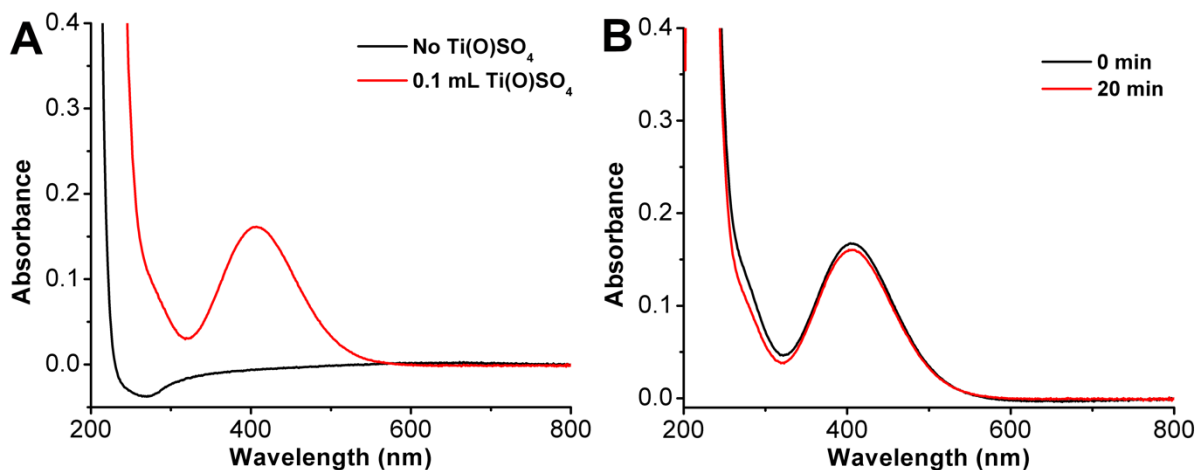 A
No Ti(O)SO4
0.1 mL Ti(O)SO4
0.4
0.3
0.2
0.1
0.0
Absorbance
200
400
600
800
Wavelength (nm)
B
0 min
20 min
0.4
0.3
0.2
0.1
0.0
Absorbance
200
400
600
800
Wavelength (nm)